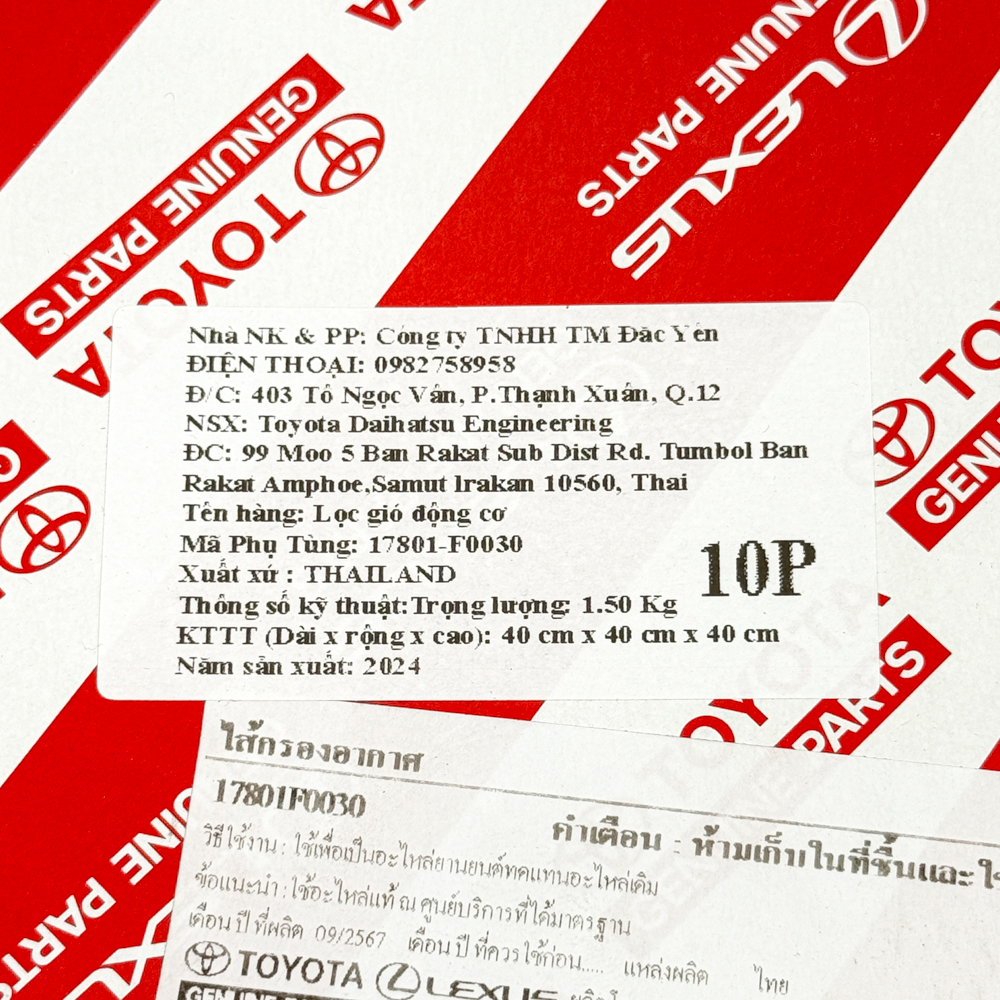 TOYOTA
GENUINE PARTS
LEXUS
GENUINE PARTS
Nhà NK & PP: Công ty TNHH TM Đăc Yên
ĐIỆN THOẠI: 0982758958
Đ/C: 403 Tô Ngọc Vân, P.Thạnh Xuân, Q.12
NSX: Toyota Daihatsu Engineering
ĐC: 99 Moo 5 Ban Rakat Sub Dist Rd. Tumbol Ban
Rakat Amphoe,Samut lrakan 10560, Thai
Tên hàng: Lọc gió động cơ
Mã Phụ Tùng: 17801-F0030
10P
Xuất xứ : THAILAND
Thông số kỹ thuật:Trọng lượng: 1.50 Kg
KTTT (Dài x rộng x cao): 40 cm x 40 cm x 40 cm
Năm sản xuất: 2024
PARTS
ไส้กรองอากาศ
17801F0030
คำเตือน : ห้ามเก็บในที่ชื้นและ
วิธีใช้งาน : ใช้เพื่อเป็นอะไหล่ยานยนต์ทดแทนอะไหล่เดิม
ข้อแนะนำ : ใช้อะไหล่แท้ ณ ศูนย์บริการที่ได้มาตรฐาน
เดือน ปี ที่ผลิต 09/2567 เดือน ปี ที่ควรใช้ก่อน..... แหล่งผลิต ไทย
TOYOTA LEXUS